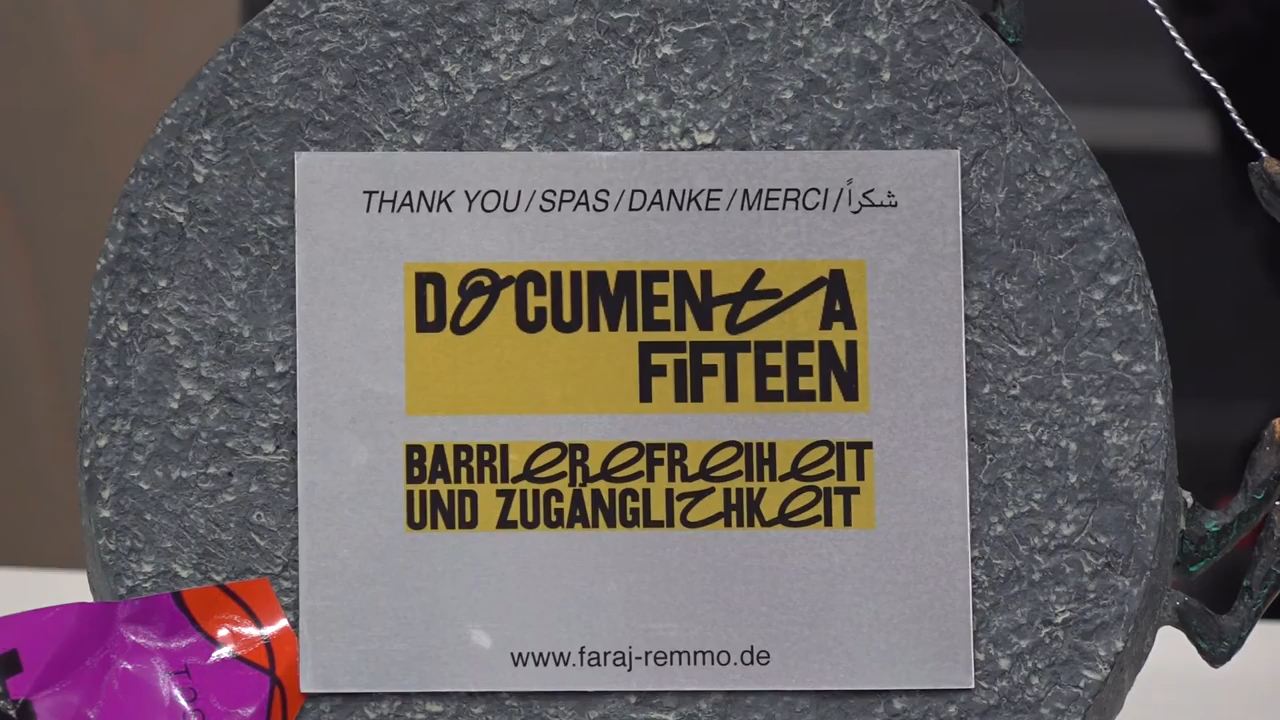 THANK YOU/SPAS/DANKE/MERCI/شكراً
DOCUMENTA
FiFTEEN
BARRIEREFREIHEIT
UND ZUGÄNGLICHKEIT
www.faraj-remmo.de